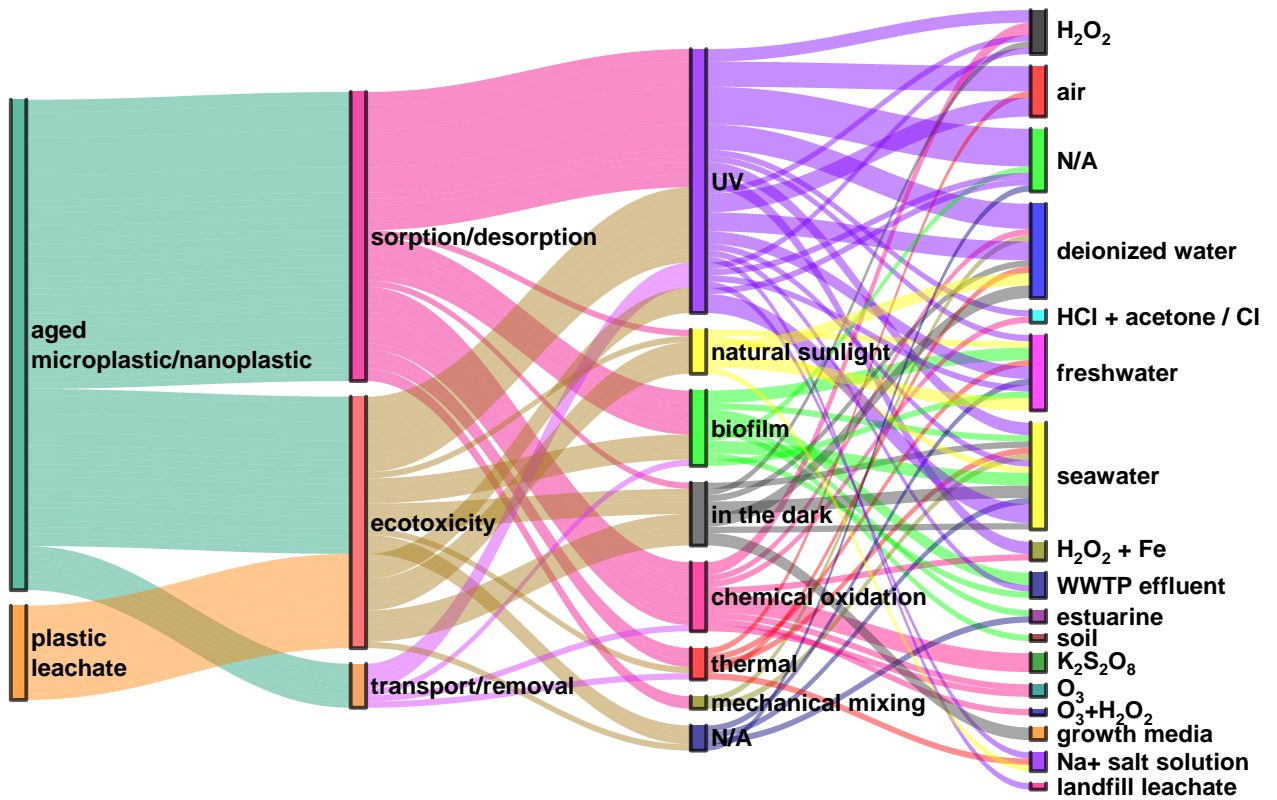 aged
microplastic/nanoplastic
plastic
leachate
sorption/desorption
ecotoxicity
transport/removal
UV
natural sunlight
biofilm
in the dark
chemical oxidation
thermal
mechanical mixing
N/A
H₂O₂
air
N/A
deionized water
HCl + acetone / Cl
freshwater
seawater
H₂O₂ + Fe
WWTP effluent
estuarine
soil
K₂S₂O₈
O₃
O₃+H₂O₂
growth media
Na+ salt solution
landfill leachate